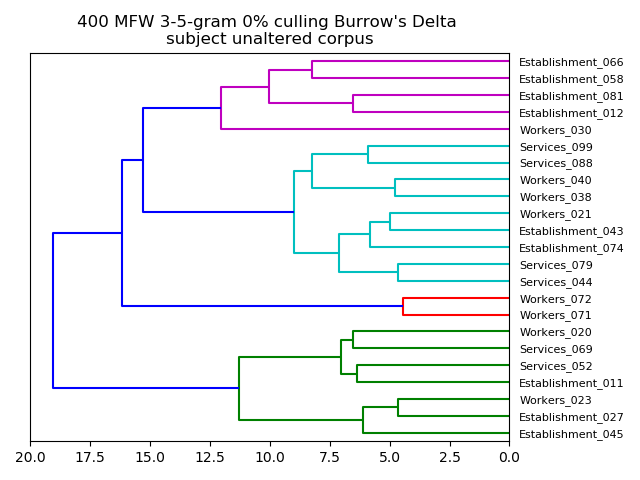 400 MFW 3-5-gram 0% culling Burrow's Delta
subject unaltered corpus
Establishment_066
Establishment_058
Establishment_081
Establishment_012
Workers_030
Services_099
Services_088
Workers_040
Workers_038
Workers_021
Establishment_043
Establishment_074
Services_079
Services_044
Workers_072
Workers_071
Workers_020
Services_069
Services_052
Establishment_011
Workers_023
Establishment_027
Establishment_045
20.0 17.5 15.0 12.5 10.0 7.5 5.0 2.5 0.0